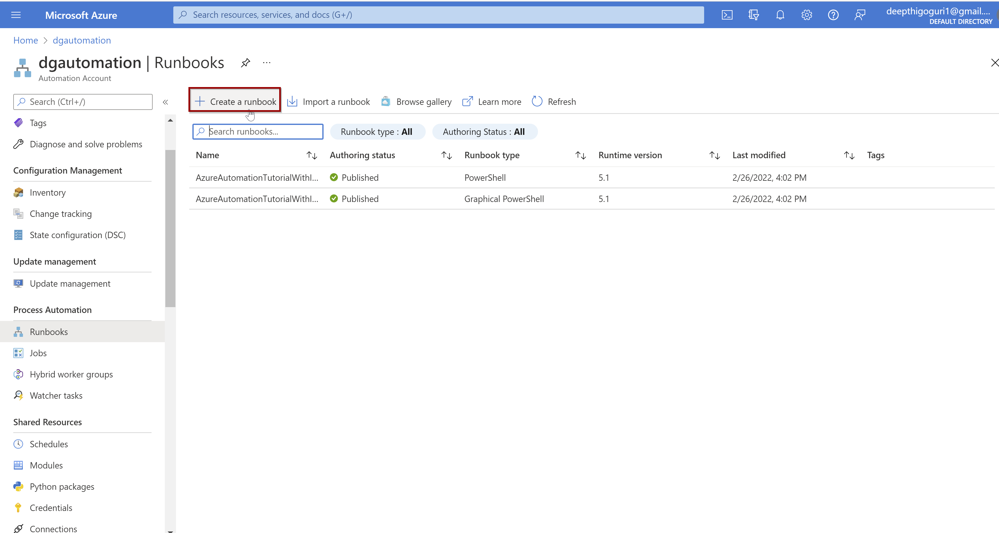 Microsoft Azure
Search resources, services, and docs (G+/)
deepthigoguri1@gmail....
DEFAULT DIRECTORY
Home > dgautomation
dgautomation | Runbooks ...
Automation Account
Search (Ctrl+/)
«
Create a runbook
Import a runbook
Browse gallery
Learn more
Refresh
Tags
Diagnose and solve problems
Configuration Management
Inventory
Change tracking
State configuration (DSC)
Update management
Update management
Process Automation
Runbooks
Jobs
Hybrid worker groups
Watcher tasks
Shared Resources
Schedules
Modules
Python packages
Credentials
Connections
Search runbooks...
Runbook type : All
Authoring Status : All
Name Authoring status Runbook type Runtime version Last modified Tags
AzureAutomationTutorialWithI... Published PowerShell 5.1 2/26/2022, 4:02 PM
AzureAutomationTutorialWithI... Published Graphical PowerShell 5.1 2/26/2022, 4:02 PM